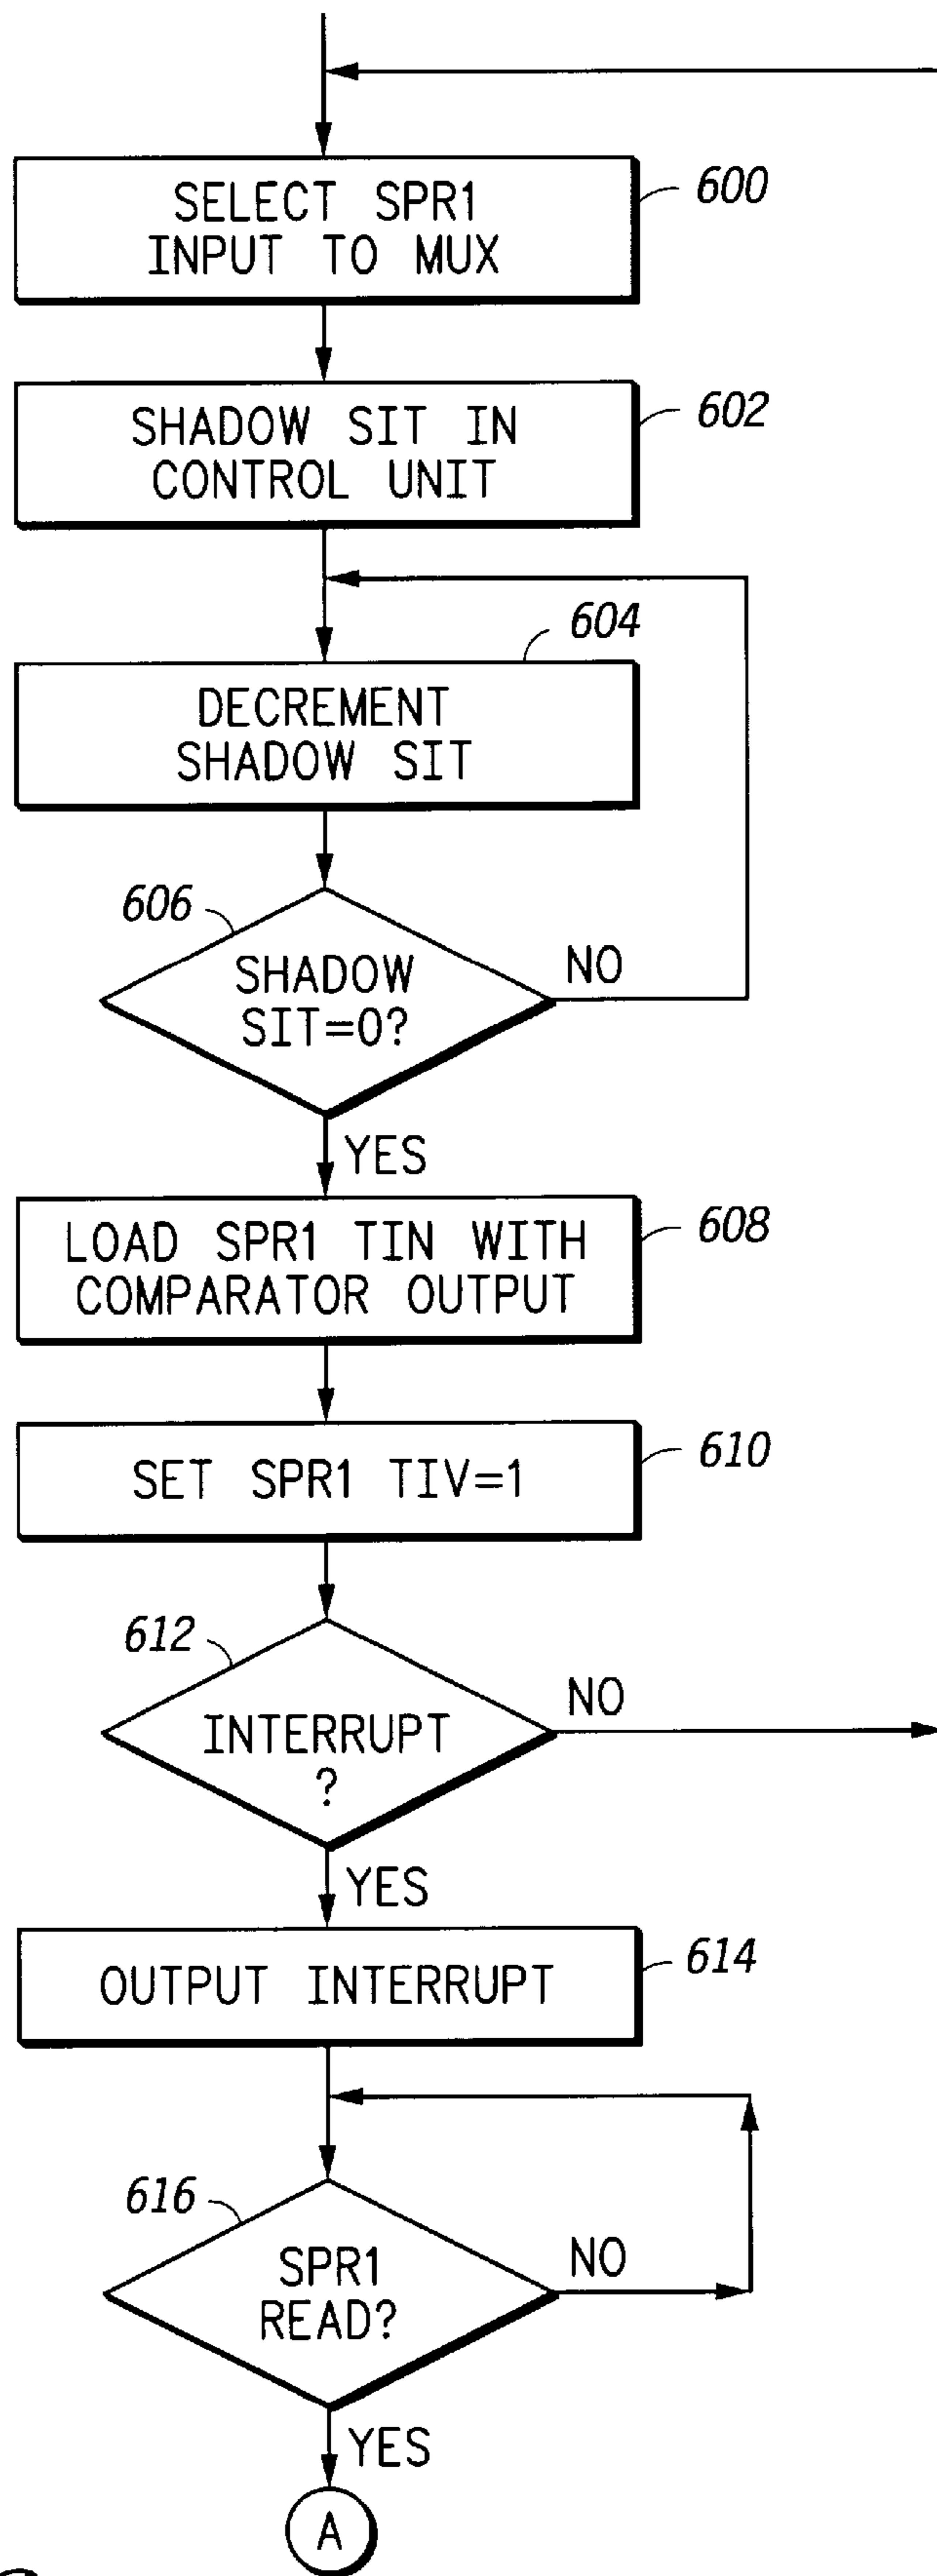 SELECT SPR1
INPUT TO MUX
600
SHADOW SIT IN
CONTROL UNIT
602
604
DECREMENT
SHADOW SIT
606
SHADOW
SIT=0?
NO
YES
LOAD SPR1 TIN WITH
COMPARATOR OUTPUT
608
SET SPR1 TIV=1
610
612
INTERRUPT
?
NO
YES
OUTPUT INTERRUPT
614
616
SPR1
READ?
NO
YES
A